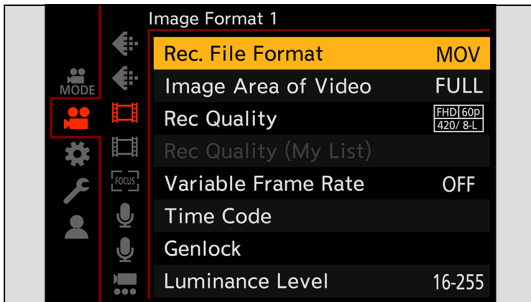 Image Format 1
Rec. File Format MOV
MODE
Image Area of Video FULL
Rec Quality FHD 60p 420/ 8-L
Rec Quality (My List)
FOCUS
Variable Frame Rate OFF
Time Code
Genlock
Luminance Level 16-255